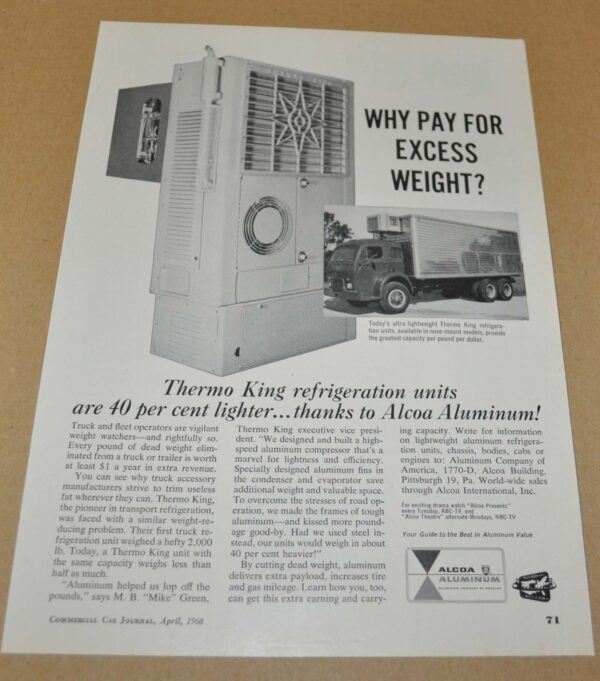 THERMO KING
WHY PAY FOR
EXCESS
WEIGHT?
Today's ultra-lightweight Thermo King refrigera-
tion units, available in nose-mount models, provide
the greatest capacity per pound per dollar.
Thermo King refrigeration units
are 40 per cent lighter...thanks to Alcoa Aluminum!
Truck and fleet operators are vigilant
weight watchers—and rightfully so.
Every pound of dead weight elim-
inated from a truck or trailer is worth
at least $1 a year in extra revenue.
You can see why truck accessory
manufacturers strive to trim useless
fat wherever they can. Thermo King,
the pioneer in transport refrigeration,
was faced with a similar weight-re-
ducing problem. Their first truck re-
frigeration unit weighed a hefty 2,000
lb. Today, a Thermo King unit with
the same capacity weighs less than
half as much.
"Aluminum helped us lop off the
pounds," says M. B. "Mike" Green,
Thermo King executive vice presi-
dent. "We designed and built a high-
speed aluminum compressor that's a
marvel for lightness and efficiency.
Specially designed aluminum fins in
the condenser and evaporator save
additional weight and valuable space.
To overcome the stresses of road op-
eration, we made the frames of tough
aluminum—and kissed more pound-
age good-by. Had we used steel in-
stead, our units would weigh in about
40 per cent heavier!"
By cutting dead weight, aluminum
delivers extra payload, increases tire
and gas mileage. Learn how you, too,
can get this extra earning and carry-
ing capacity. Write for information
on lightweight aluminum refrigera-
tion units, chassis, bodies, cabs or
engines to: Aluminum Company of
America, 1770-D, Alcoa Building,
Pittsburgh 19, Pa. World-wide sales
through Alcoa International, Inc.
For exciting drama watch "Alcoa Presents"
every Tuesday, ABC-TV, and
"Alcoa Theatre" alternate Mondays, NBC-TV
Your Guide to the Best in Aluminum Value
ALCOA
ALUMINUM
ALUMINUM COMPANY OF AMERICA
COMMERCIAL CAR JOURNAL, April, 1960
71